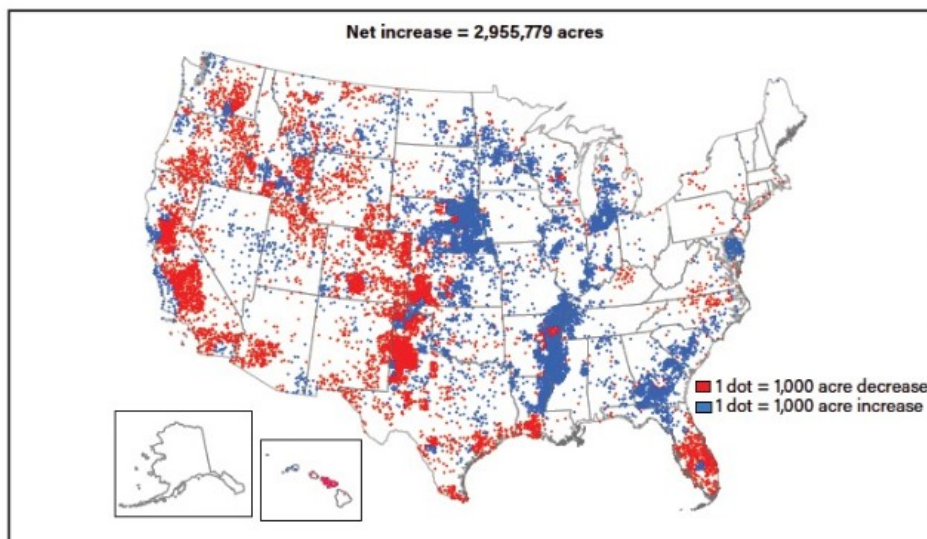 Net increase = 2,955,779 acres
1 dot = 1,000 acre decrease
1 dot = 1,000 acre increase